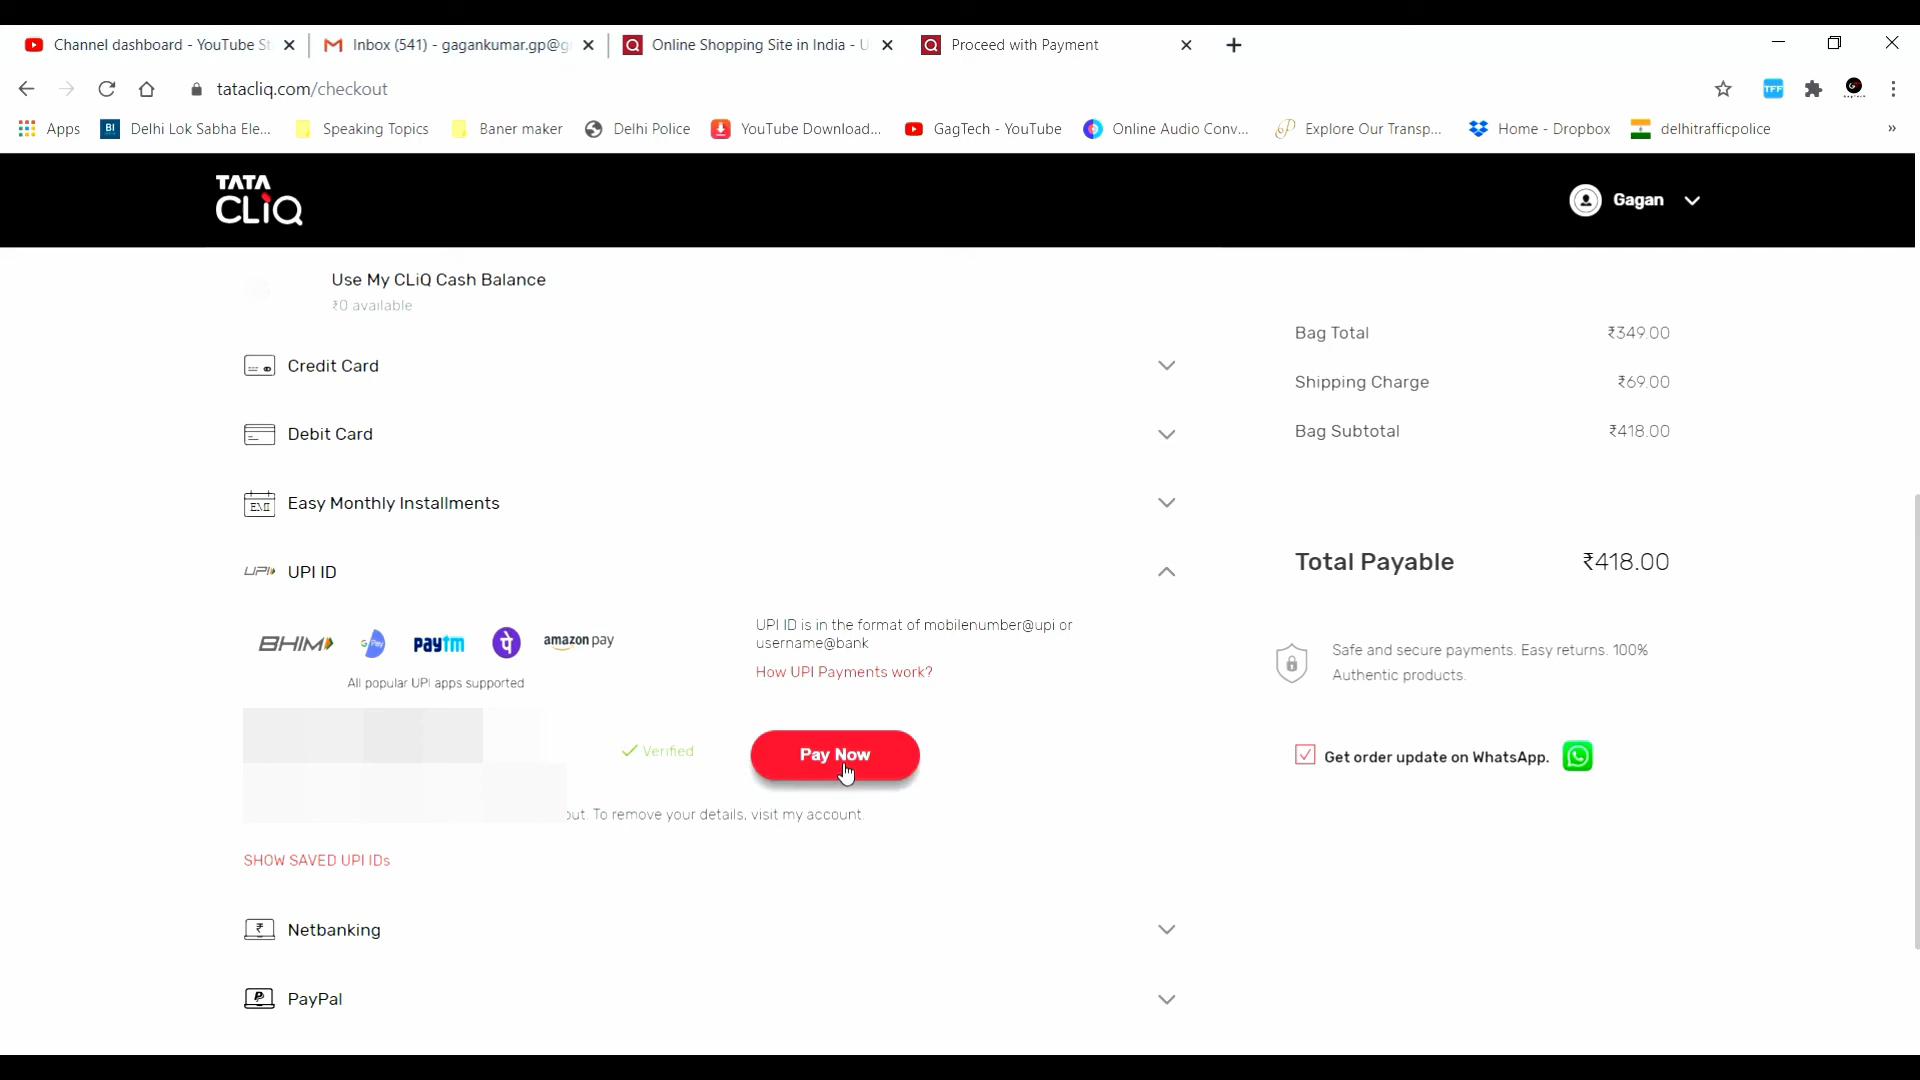 Channel dashboard - YouTube St
Inbox (541) - gagankumar.gp@g
Online Shopping Site in India - U
Proceed with Payment
tatacliq.com/checkout
TFF
Apps
BI
Delhi Lok Sabha Ele...
Speaking Topics
Baner maker
Delhi Police
YouTube Download...
GagTech - YouTube
Online Audio Conv...
Explore Our Transp...
Home - Dropbox
delhitrafficpolice
»
TATA
CLiQ
Gagan
Use My CLiQ Cash Balance
₹0 available
Credit Card
Debit Card
EMI
Easy Monthly Installments
UPI
UPI ID
BHIM
G Pay
paytm
पे
amazon pay
All popular UPI apps supported
UPI ID is in the format of mobilenumber@upi or
username@bank
How UPI Payments work?
Verified
Pay Now
out. To remove your details, visit my account.
SHOW SAVED UPI IDs
₹
Netbanking
PayPal
Bag Total
₹349.00
Shipping Charge
₹69.00
Bag Subtotal
₹418.00
Total Payable
₹418.00
Safe and secure payments. Easy returns. 100%
Authentic products.
Get order update on WhatsApp.